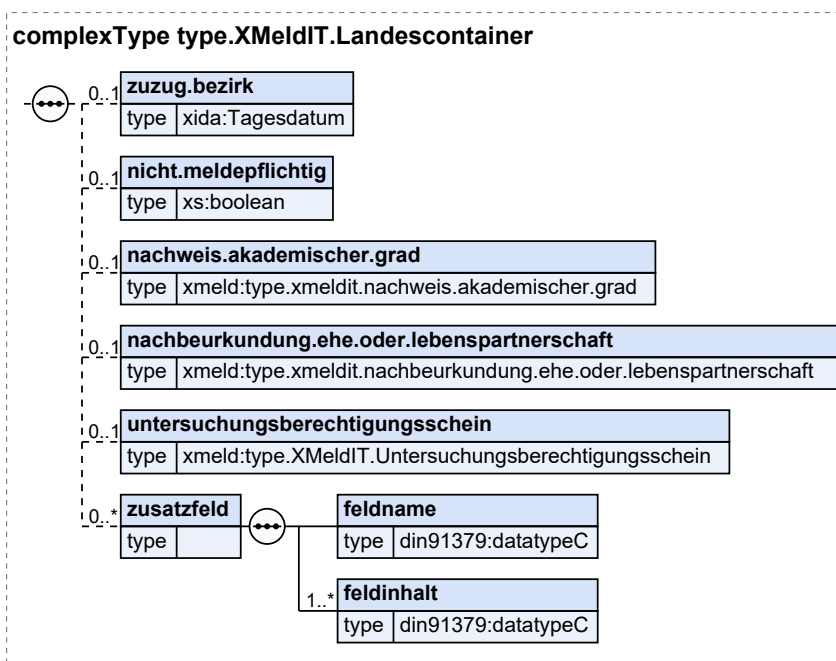 complexType type.XMeldIT.Landescontainer
0..1 zuzug.bezirk
type xida:Tagesdatum
0..1 nicht.meldepflichtig
type xs:boolean
0..1 nachweis.akademischer.grad
type xmeld:type.xmeldit.nachweis.akademischer.grad
0..1 nachbeurkundung.ehe.oder.lebenspartnerschaft
type xmeld:type.xmeldit.nachbeurkundung.ehe.oder.lebenspartnerschaft
0..1 untersuchungsberechtigungsschein
type xmeld:type.XMeldIT.Untersuchungsberechtigungsschein
0..* zusatzfeld
type
feldname
type din91379:datatypeC
1..* feldinhalt
type din91379:datatypeC